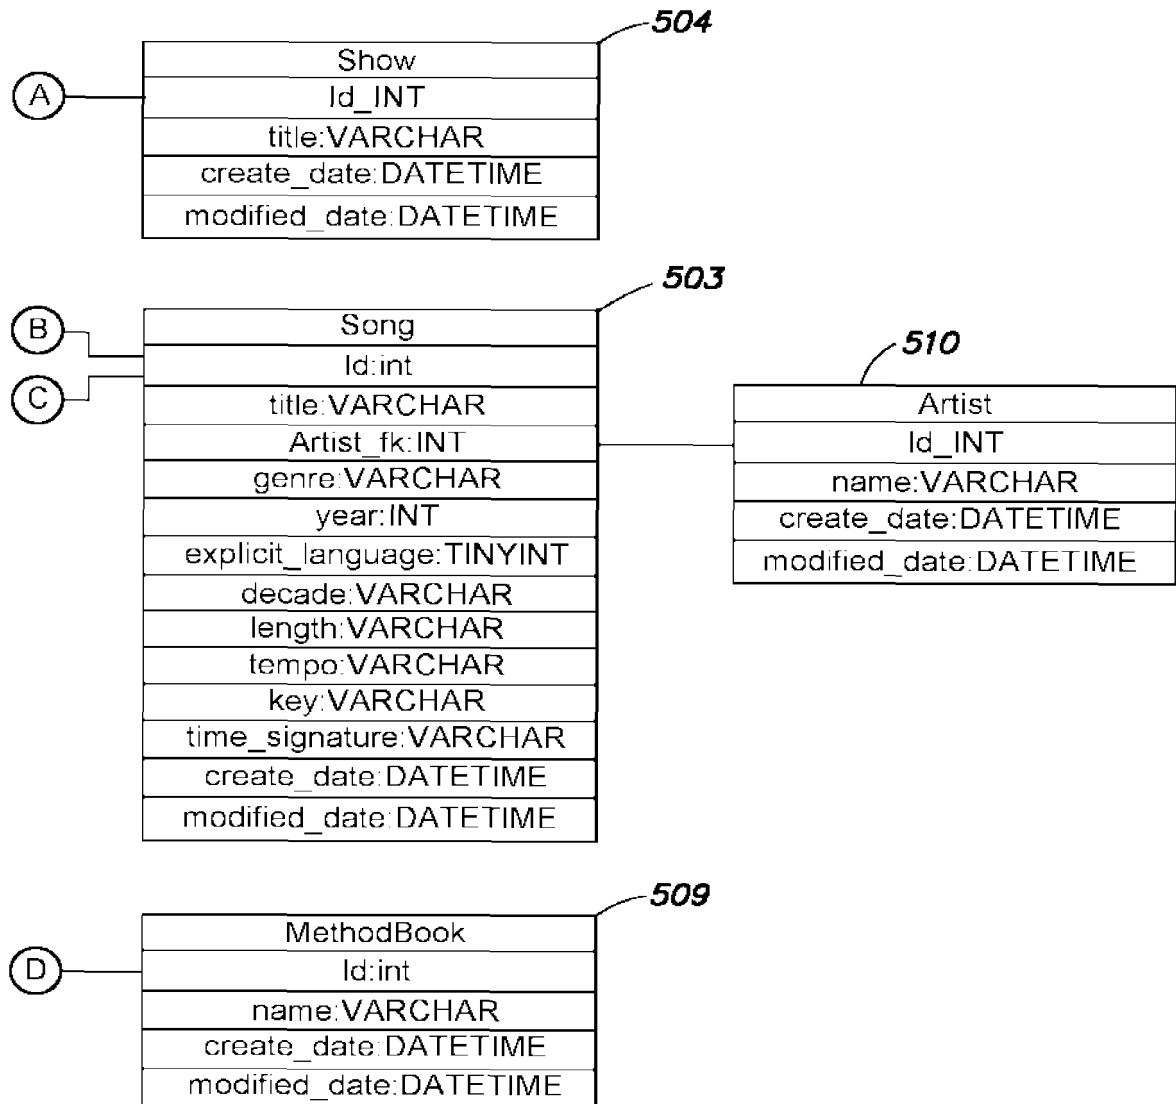 504
Show
A
Id_INT
title:VARCHAR
create_date:DATETIME
modified_date:DATETIME
503
B
Song
Id:int
C
title:VARCHAR
Artist_fk:INT
genre:VARCHAR
year:INT
explicit_language:TINYINT
decade:VARCHAR
length:VARCHAR
tempo:VARCHAR
key:VARCHAR
time_signature:VARCHAR
create_date:DATETIME
modified_date:DATETIME
510
Artist
Id_INT
name:VARCHAR
create_date:DATETIME
modified_date:DATETIME
509
MethodBook
D
Id:int
name:VARCHAR
create_date:DATETIME
modified_date:DATETIME